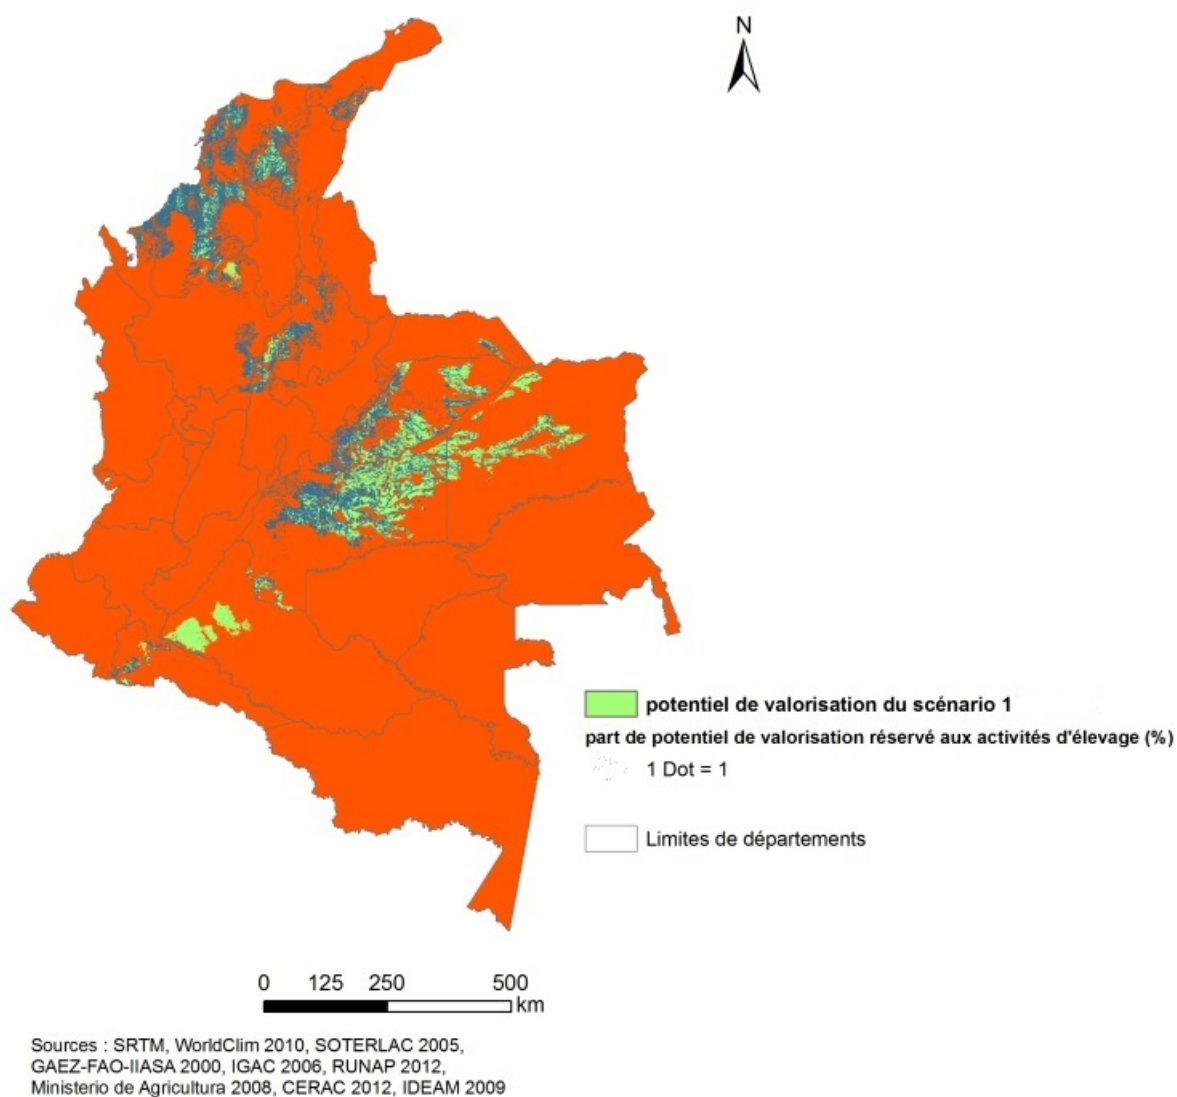 N
potentiel de valorisation du scénario 1
part de potentiel de valorisation réservé aux activités d'élevage (%)
1 Dot = 1
Limites de départements
0 125 250 500
km
Sources : SRTM, WorldClim 2010, SOTERLAC 2005,
GAEZ-FAO-IIASA 2000, IGAC 2006, RUNAP 2012,
Ministerio de Agricultura 2008, CERAC 2012, IDEAM 2009